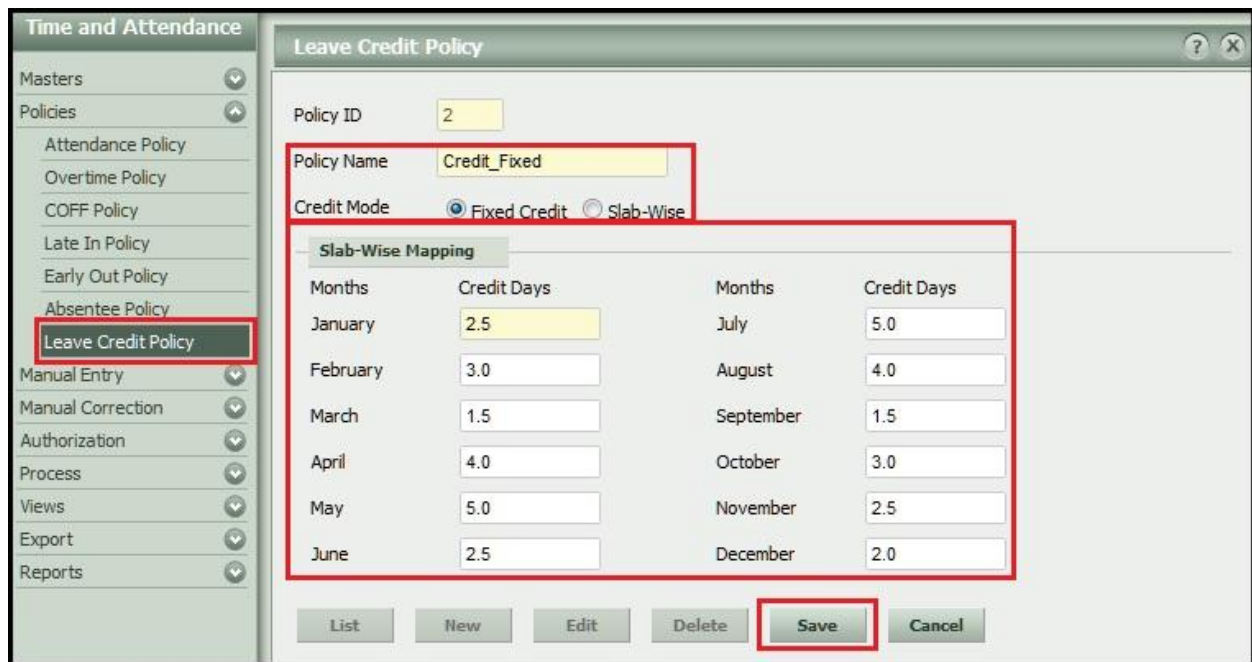 Time and Attendance
Masters
Policies
Attendance Policy
Overtime Policy
COFF Policy
Late In Policy
Early Out Policy
Absentee Policy
Leave Credit Policy
Manual Entry
Manual Correction
Authorization
Process
Views
Export
Reports
Leave Credit Policy ? X
Policy ID 2
Policy Name Credit_Fixed
Credit Mode Fixed Credit Slab-Wise
Slab-Wise Mapping
Months Credit Days Months Credit Days
January 2.5 July 5.0
February 3.0 August 4.0
March 1.5 September 1.5
April 4.0 October 3.0
May 5.0 November 2.5
June 2.5 December 2.0
List New Edit Delete Save Cancel